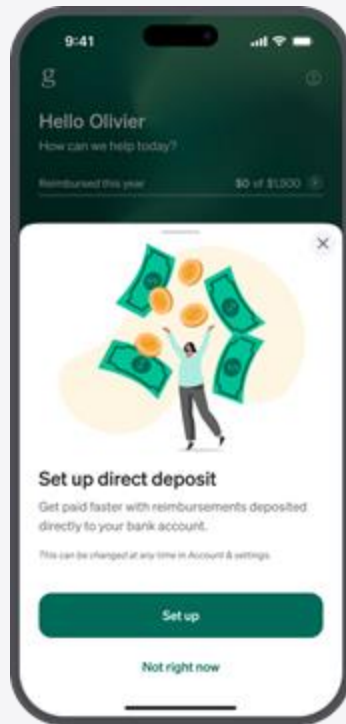 9:41
g
Hello Olivier
How can we help today?
Reimbursed this year $0 of $1,500
Set up direct deposit
Get paid faster with reimbursements deposited
directly to your bank account.
This can be changed at any time in Account & settings.
Set up
Not right now